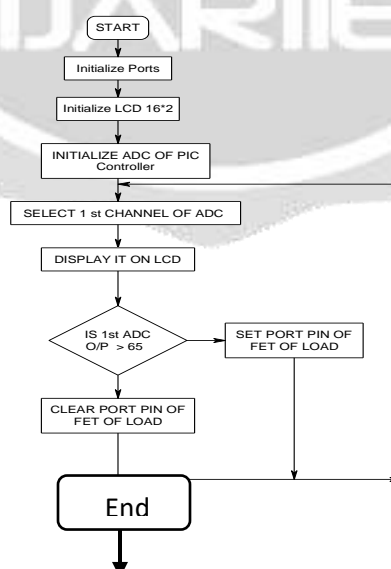 START
Initialize Ports
Initialize LCD 16*2
INITIALIZE ADC OF PIC
Controller
SELECT 1 st CHANNEL OF ADC
DISPLAY IT ON LCD
IS 1st ADC
O/P > 65
SET PORT PIN OF
FET OF LOAD
CLEAR PORT PIN OF
FET OF LOAD
End